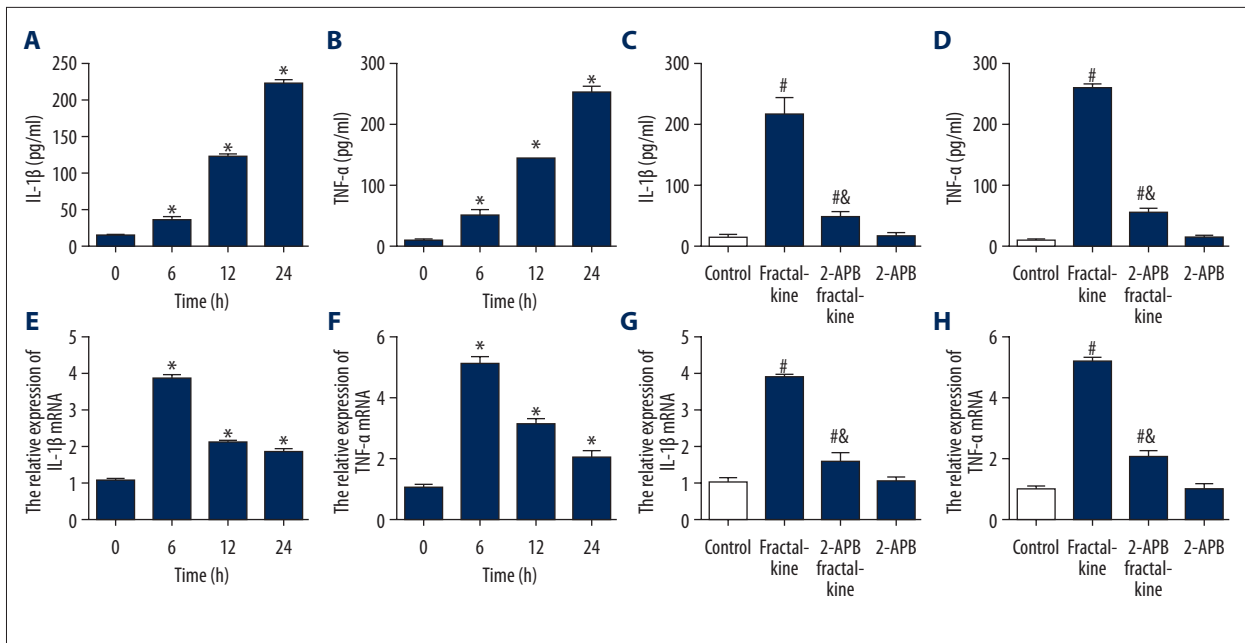 A
IL-1β (pg/ml)
250
200
150
100
50
0
*
*
*
0 6 12 24
Time (h)
B
TNF-α (pg/ml)
300
200
100
0
*
*
*
0 6 12 24
Time (h)
C
IL-1β (pg/ml)
300
200
100
0
#
#&
Control Fractal- 2-APB 2-APB
kine fractal-
kine
D
TNF-α (pg/ml)
300
200
100
0
#
#&
Control Fractal- 2-APB 2-APB
kine fractal-
kine
E
The relative expression of
IL-1β mRNA
5
4
3
2
1
0
*
*
*
0 6 12 24
Time (h)
F
The relative expression of
TNF-α mRNA
6
4
2
0
*
*
*
0 6 12 24
Time (h)
G
The relative expression of
IL-1β mRNA
5
4
3
2
1
0
#
#&
Control Fractal- 2-APB 2-APB
kine fractal-
kine
H
The relative expression of
TNF-α mRNA
6
4
2
0
#
#&
Control Fractal- 2-APB 2-APB
kine fractal-
kine